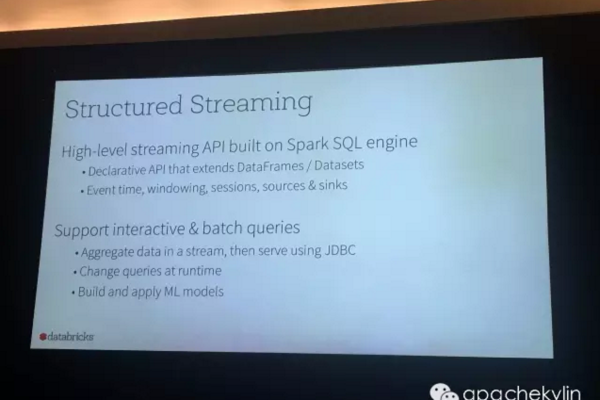 Structured Streaming
High-level streaming API built on Spark SQL engine
• Declarative API that extends DataFrames / Datasets
• Event time, windowing, sessions, sources & sinks
Support interactive & batch queries
• Aggregate data in a stream, then serve using JDBC
• Change queries at runtime
• Build and apply ML models
databricks
apachekylin